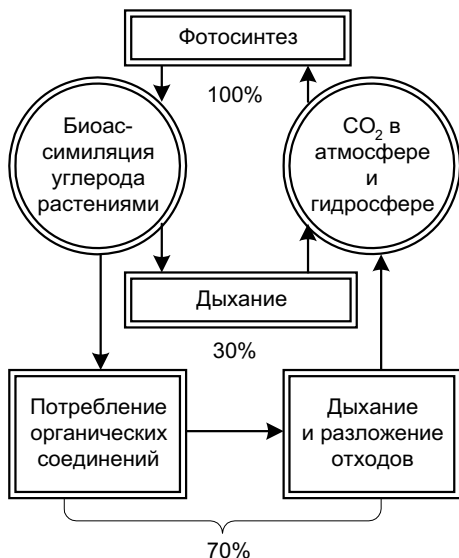 Фотосинтез
100%
Биоас-
симиляция
углерода
растениями
CO₂ в
атмосфере
и
гидросфере
Дыхание
30%
Потребление
органических
соединений
Дыхание
и разложение
отходов
70%